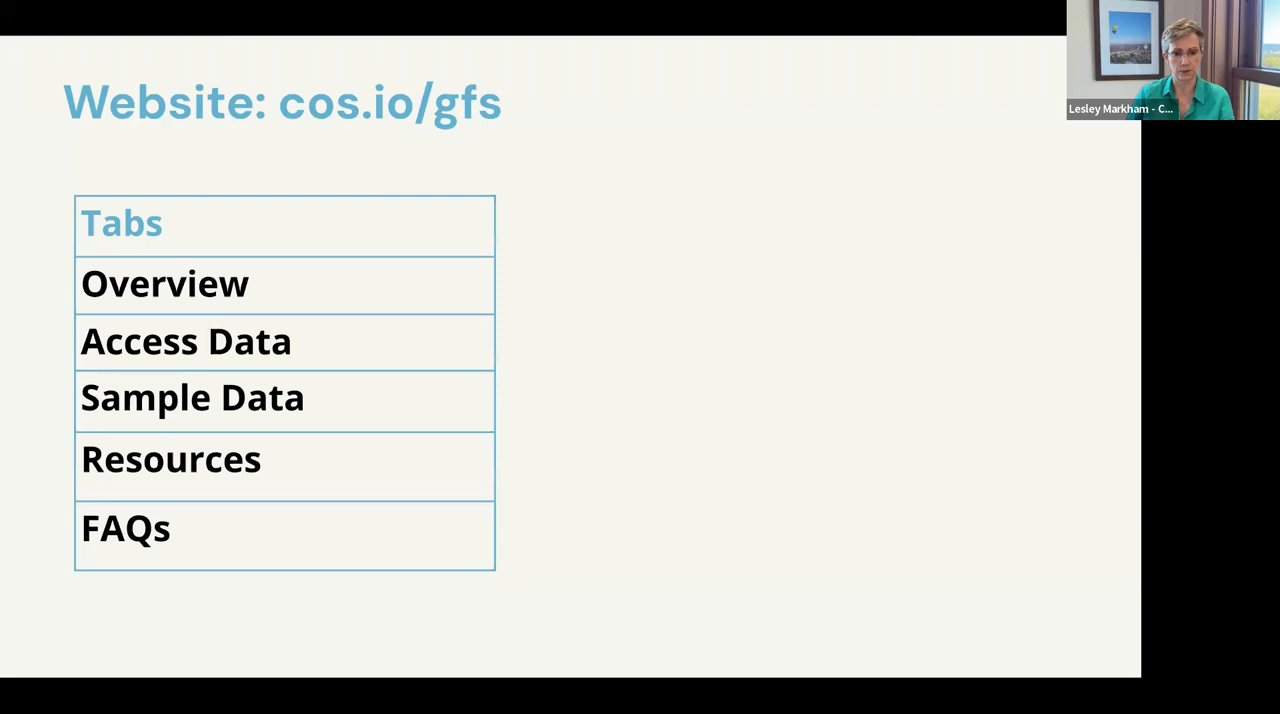 Website: cos.io/gfs
Lesley Markham - C...
Tabs
Overview
Access Data
Sample Data
Resources
FAQs